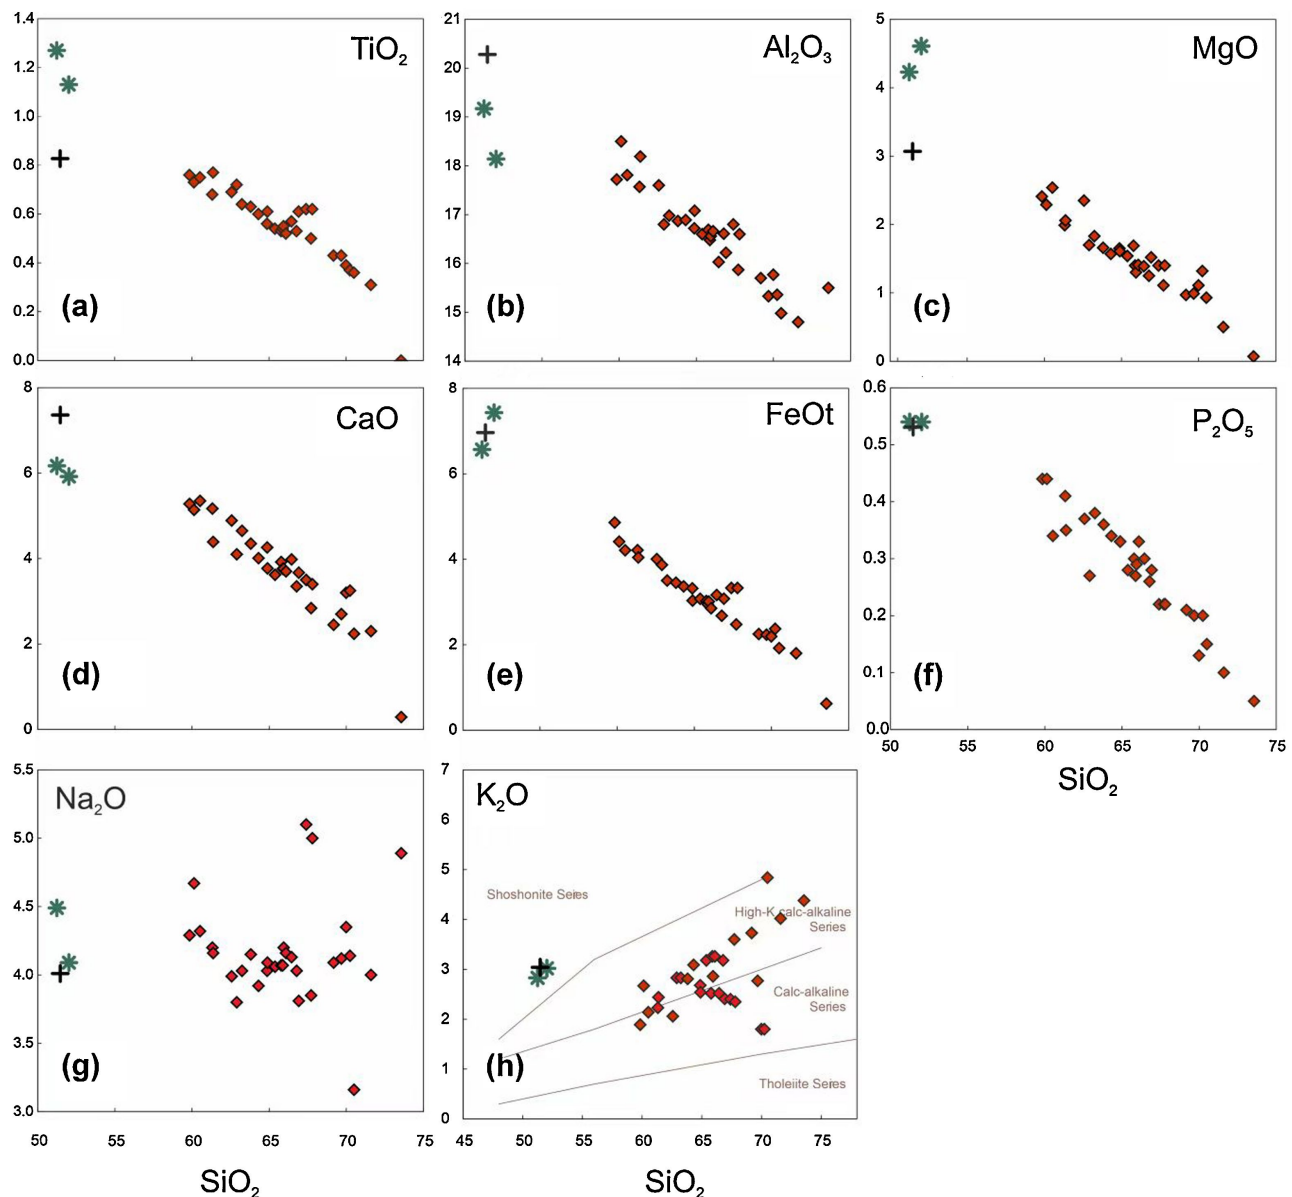 1.4
1.2
1.0
0.8
0.6
0.4
0.2
0.0
TiO₂
(a)
21
20
19
18
17
16
15
14
Al₂O₃
(b)
5
4
3
2
1
0
MgO
(c)
8
6
4
2
0
CaO
(d)
8
6
4
2
0
FeOt
(e)
0.6
0.5
0.4
0.3
0.2
0.1
0.0
P₂O₅
(f)
50 55 60 65 70 75
SiO₂
5.5
5.0
4.5
4.0
3.5
3.0
Na₂O
(g)
50 55 60 65 70 75
SiO₂
7
6
5
4
3
2
1
0
K₂O
Shoshonite Series
High-K calc-alkaline
Series
Calc-alkaline
Series
Tholeiite Series
(h)
45 50 55 60 65 70 75
SiO₂